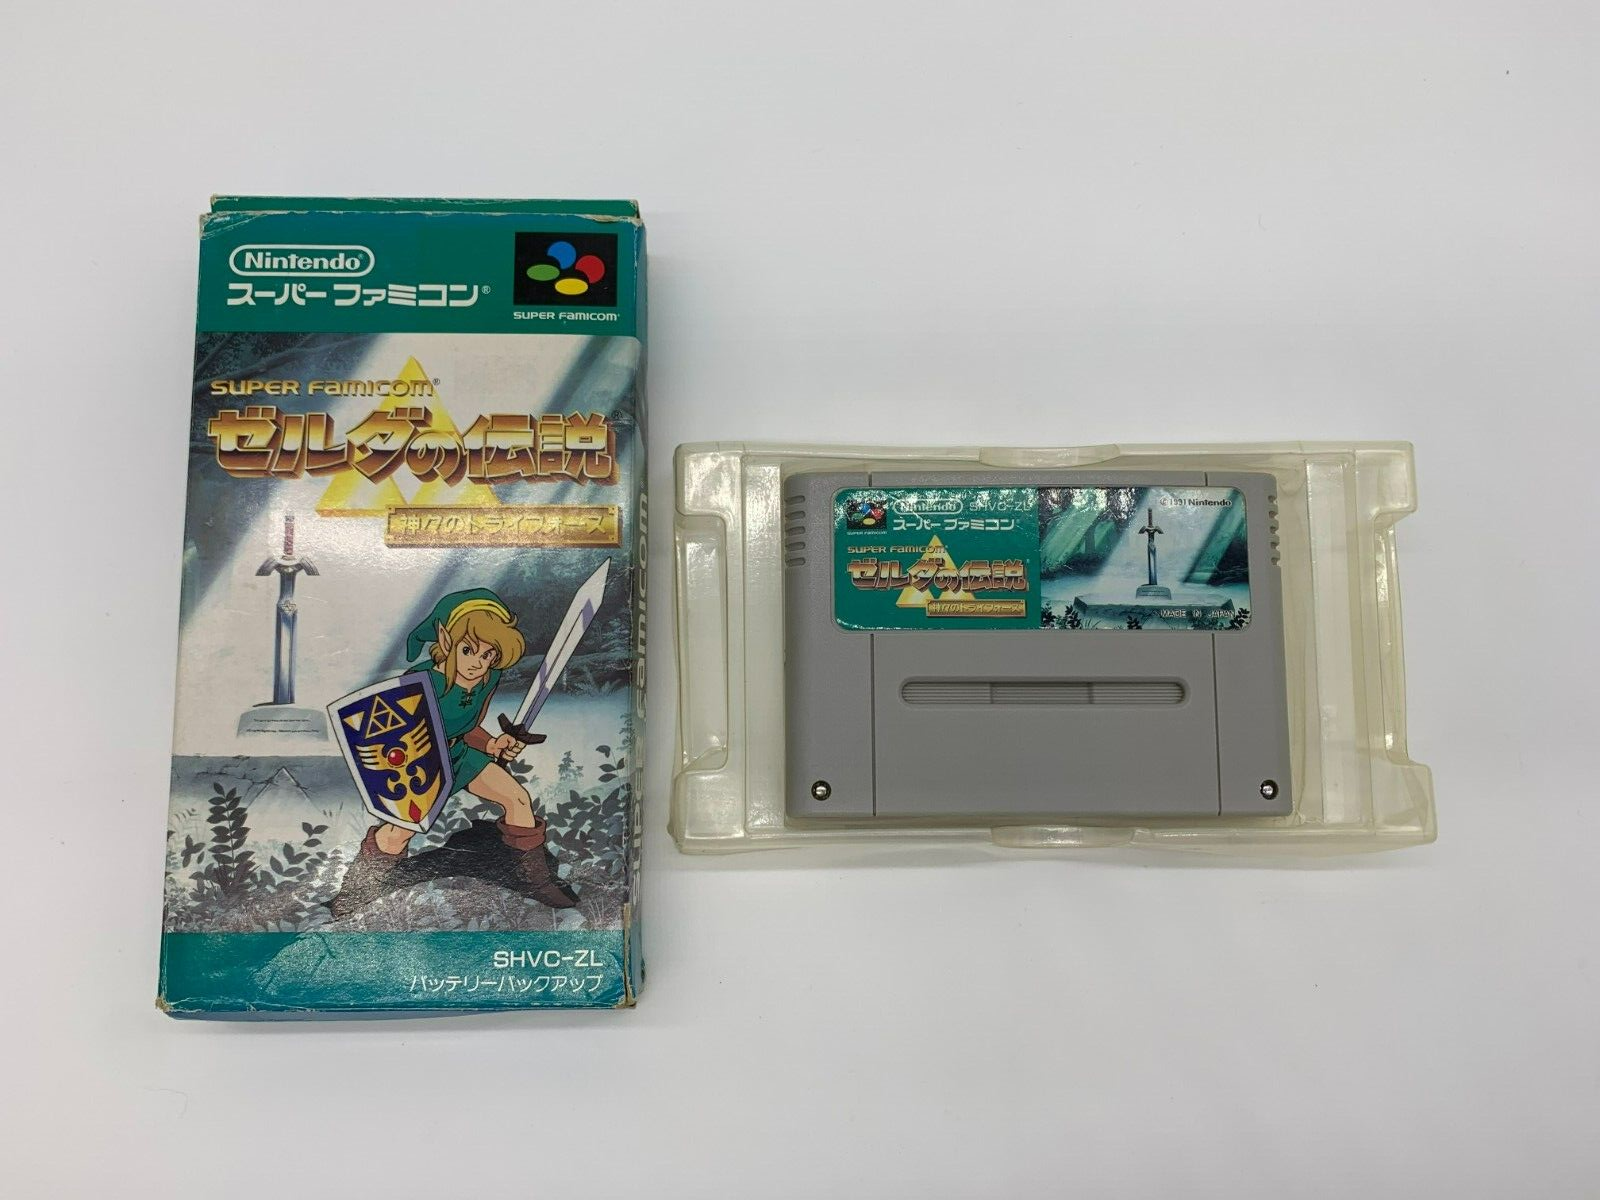 Nintendo®
スーパーファミコン®
SUPER FAMICOM
SUPER FAMICOM®
ゼルダの伝説®
神々のトライフォース
SHVC-ZL
バッテリーバックアップ
SUPER FAMICOM
Nintendo SHVC-ZL
スーパーファミコン
SUPER FAMICOM
SUPER FAMICOM
ゼルダの伝説
神々のトライフォース
© 1991 Nintendo
MADE IN JAPAN